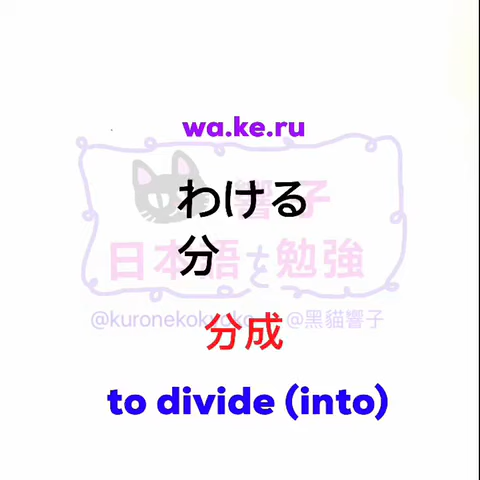 wa.ke.ru
わける
分
響子
日本語を勉強
@kuronekokyoko @黑貓響子
分成
to divide (into)